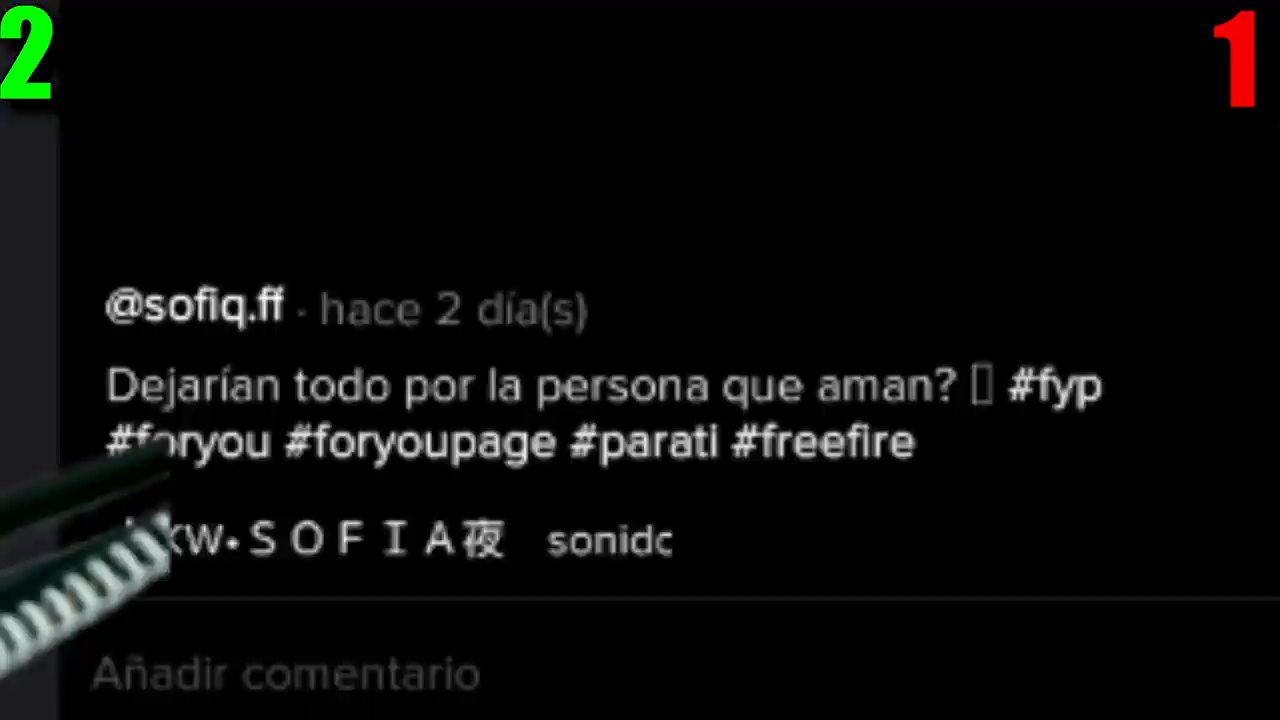 2 1
@sofiq.ff · hace 2 día(s)
Dejarían todo por la persona que aman? #fyp
#foryou #foryoupage #parati #freefire
S O F I A夜 sonidc
Añadir comentario